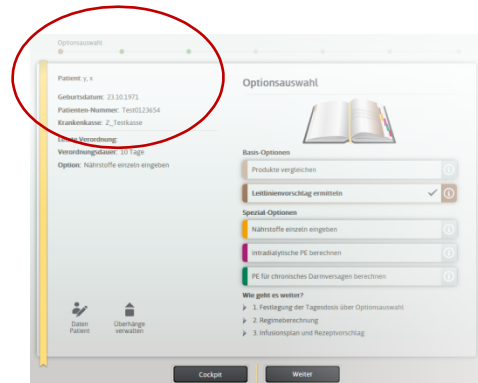 Optionsauswahl
Patient: y, x
Geburtsdatum: 23.10.1971
Patienten-Nummer: Test0123654
Krankenkasse: Z_Testkasse
Letzte Verordnung:
Verordnungsdauer: 10 Tage
Option: Nährstoffe einzeln eingeben
Daten
Patient
Überhänge
verwalten
Optionsauswahl
Basis-Optionen
Produkte vergleichen
Leitlinienvorschlag ermitteln
Spezial-Optionen
Nährstoffe einzeln eingeben
intradialytische PE berechnen
PE für chronisches Darmversagen berechnen
Wie geht es weiter?
1. Festlegung der Tagesdosis über Optionsauswahl
2. Regimeberechnung
3. Infusionsplan und Rezeptvorschlag
Cockpit
Weiter